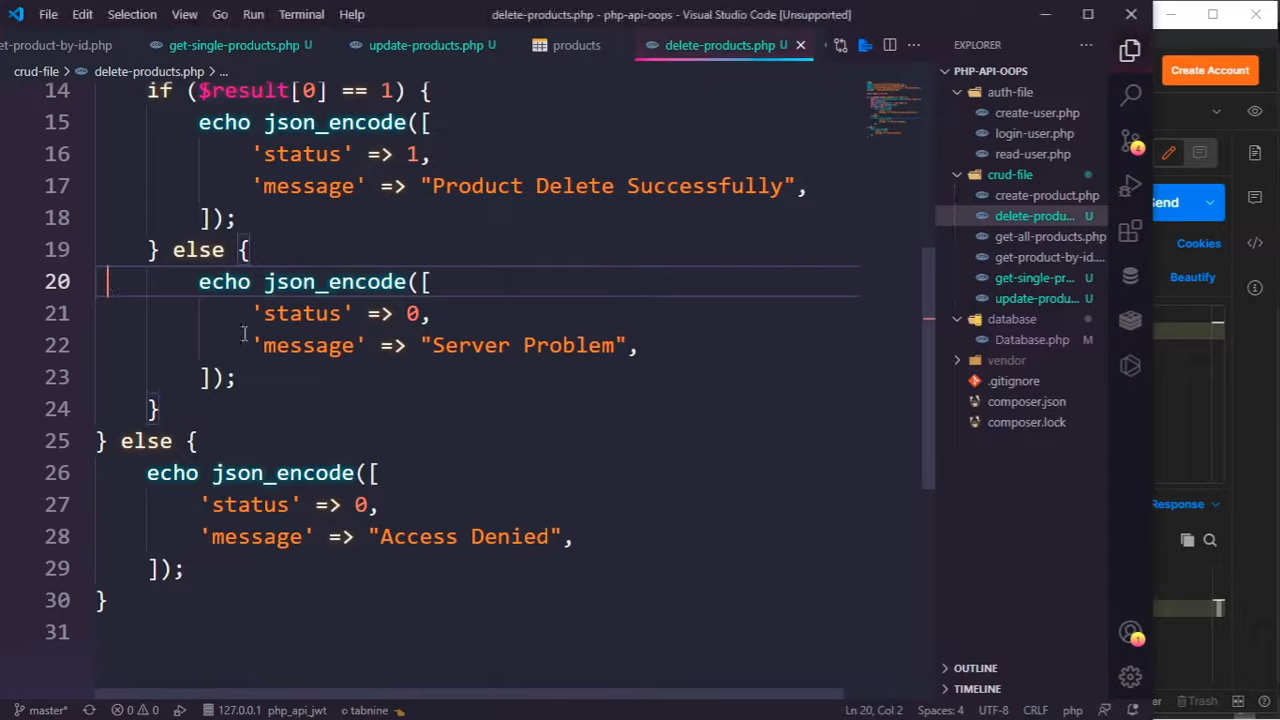 File Edit Selection View Go Run Terminal Help delete-products.php - php-api-oops - Visual Studio Code [Unsupported]
et-product-by-id.php get-single-products.php U update-products.php U products delete-products.php U
crud-file > delete-products.php > ...
14 if ($result[0] == 1) {
15 echo json_encode([
16 'status' => 1,
17 'message' => "Product Delete Successfully",
18 ]);
19 } else {
20 echo json_encode([
21 'status' => 0,
22 'message' => "Server Problem",
23 ]);
24 }
25 } else {
26 echo json_encode([
27 'status' => 0,
28 'message' => "Access Denied",
29 ]);
30 }
31
EXPLORER
PHP-API-OOPS
auth-file
create-user.php
login-user.php
read-user.php
crud-file
create-product.php
delete-produ... U
get-all-products.php
get-product-by-id....
get-single-pr... U
update-produ... U
database
Database.php M
vendor
.gitignore
composer.json
composer.lock
OUTLINE
TIMELINE
4
1
Create Account
Send
Cookies
Beautify
Response
Trash
master* 0 0 127.0.0.1 php_api_jwt tabnine Ln 20, Col 2 Spaces: 4 UTF-8 CRLF php